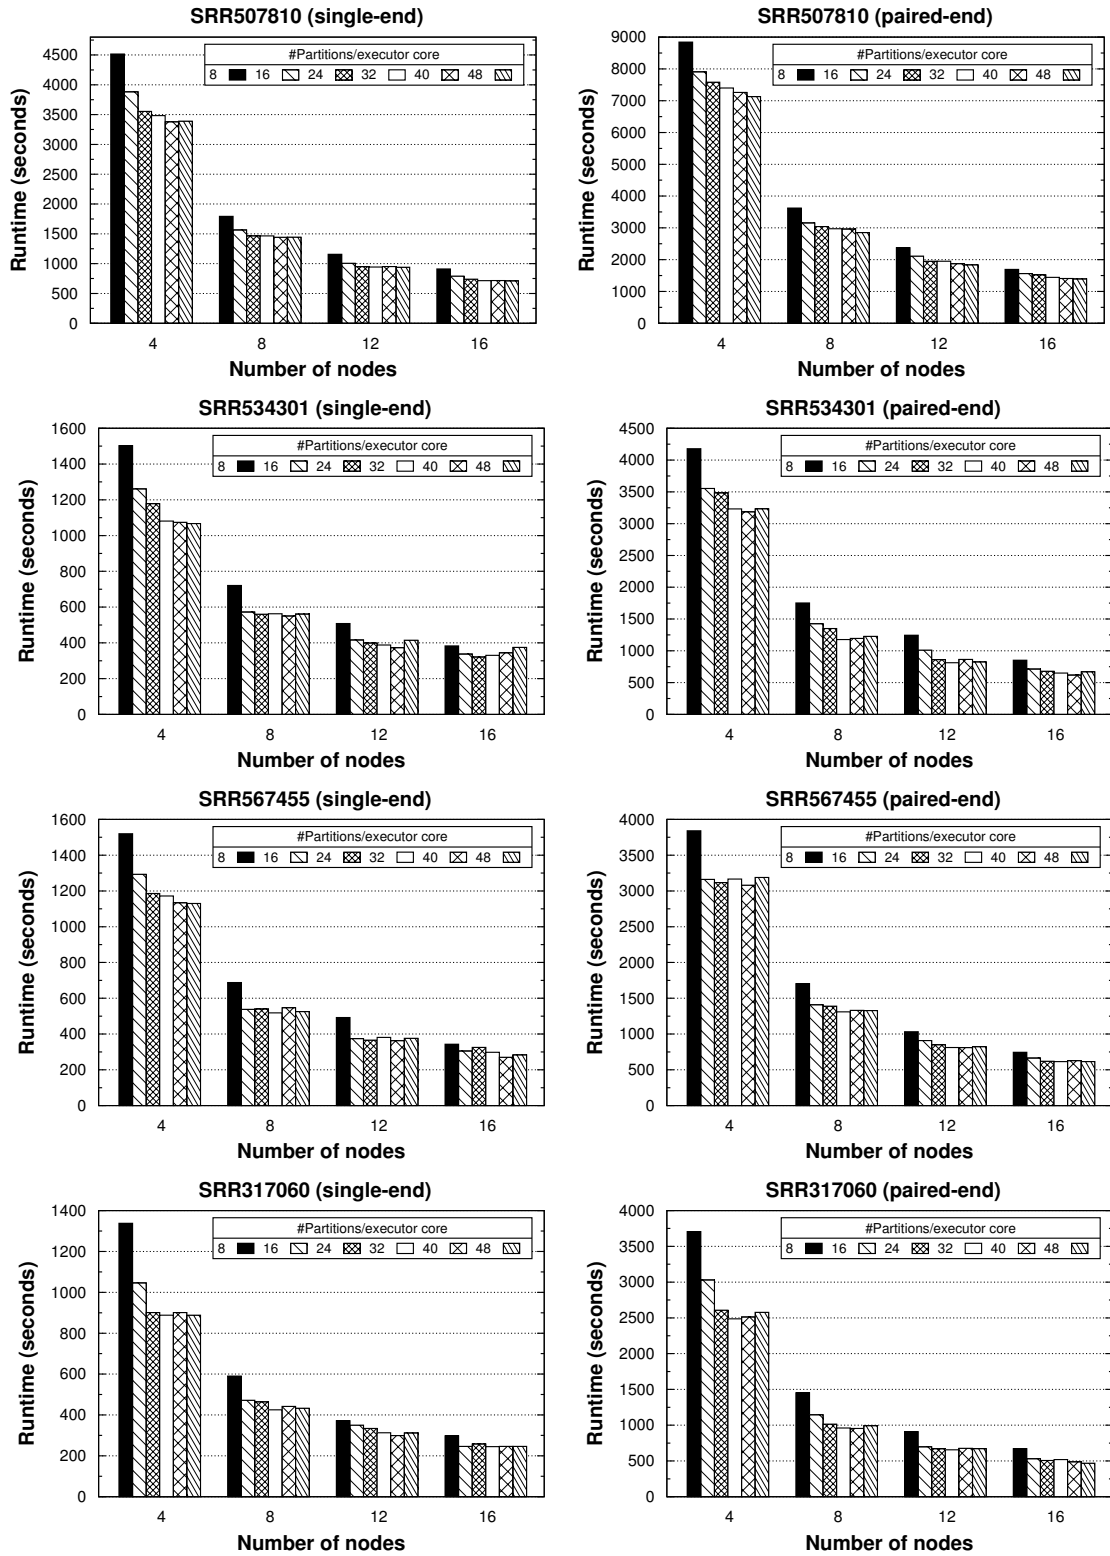 SRR507810 (single-end)
Runtime (seconds)
4500
4000
3500
3000
2500
2000
1500
1000
500
0
#Partitions/executor core
8 16 24 32 40 48
4 8 12 16
Number of nodes
SRR507810 (paired-end)
Runtime (seconds)
9000
8000
7000
6000
5000
4000
3000
2000
1000
0
#Partitions/executor core
8 16 24 32 40 48
4 8 12 16
Number of nodes
SRR534301 (single-end)
Runtime (seconds)
1600
1400
1200
1000
800
600
400
200
0
#Partitions/executor core
8 16 24 32 40 48
4 8 12 16
Number of nodes
SRR534301 (paired-end)
Runtime (seconds)
4500
4000
3500
3000
2500
2000
1500
1000
500
0
#Partitions/executor core
8 16 24 32 40 48
4 8 12 16
Number of nodes
SRR567455 (single-end)
Runtime (seconds)
1600
1400
1200
1000
800
600
400
200
0
#Partitions/executor core
8 16 24 32 40 48
4 8 12 16
Number of nodes
SRR567455 (paired-end)
Runtime (seconds)
4000
3500
3000
2500
2000
1500
1000
500
0
#Partitions/executor core
8 16 24 32 40 48
4 8 12 16
Number of nodes
SRR317060 (single-end)
Runtime (seconds)
1400
1200
1000
800
600
400
200
0
#Partitions/executor core
8 16 24 32 40 48
4 8 12 16
Number of nodes
SRR317060 (paired-end)
Runtime (seconds)
4000
3500
3000
2500
2000
1500
1000
500
0
#Partitions/executor core
8 16 24 32 40 48
4 8 12 16
Number of nodes